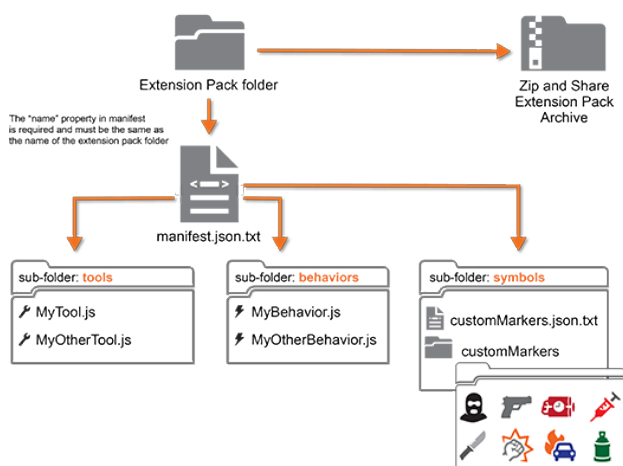 Extension Pack folder
Zip and Share
Extension Pack
Archive
The "name" property in manifest
is required and must be the same as
the name of the extension pack folder
manifest.json.txt
sub-folder: tools
MyTool.js
MyOtherTool.js
sub-folder: behaviors
MyBehavior.js
MyOtherBehavior.js
sub-folder: symbols
customMarkers.json.txt
customMarkers